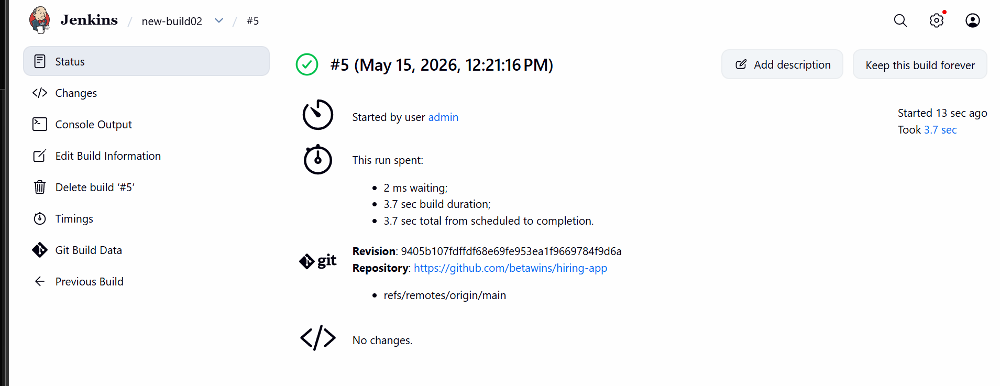 Jenkins / new-build02 / #5
Status
Changes
Console Output
Edit Build Information
Delete build ‘#5’
Timings
Git Build Data
Previous Build
#5 (May 15, 2026, 12:21:16 PM)
Add description
Keep this build forever
Started by user admin
Started 13 sec ago
Took 3.7 sec
This run spent:
• 2 ms waiting;
• 3.7 sec build duration;
• 3.7 sec total from scheduled to completion.
git
Revision: 9405b107fdffdf68e69fe953ea1f9669784f9d6a
Repository: https://github.com/betawins/hiring-app
• refs/remotes/origin/main
No changes.